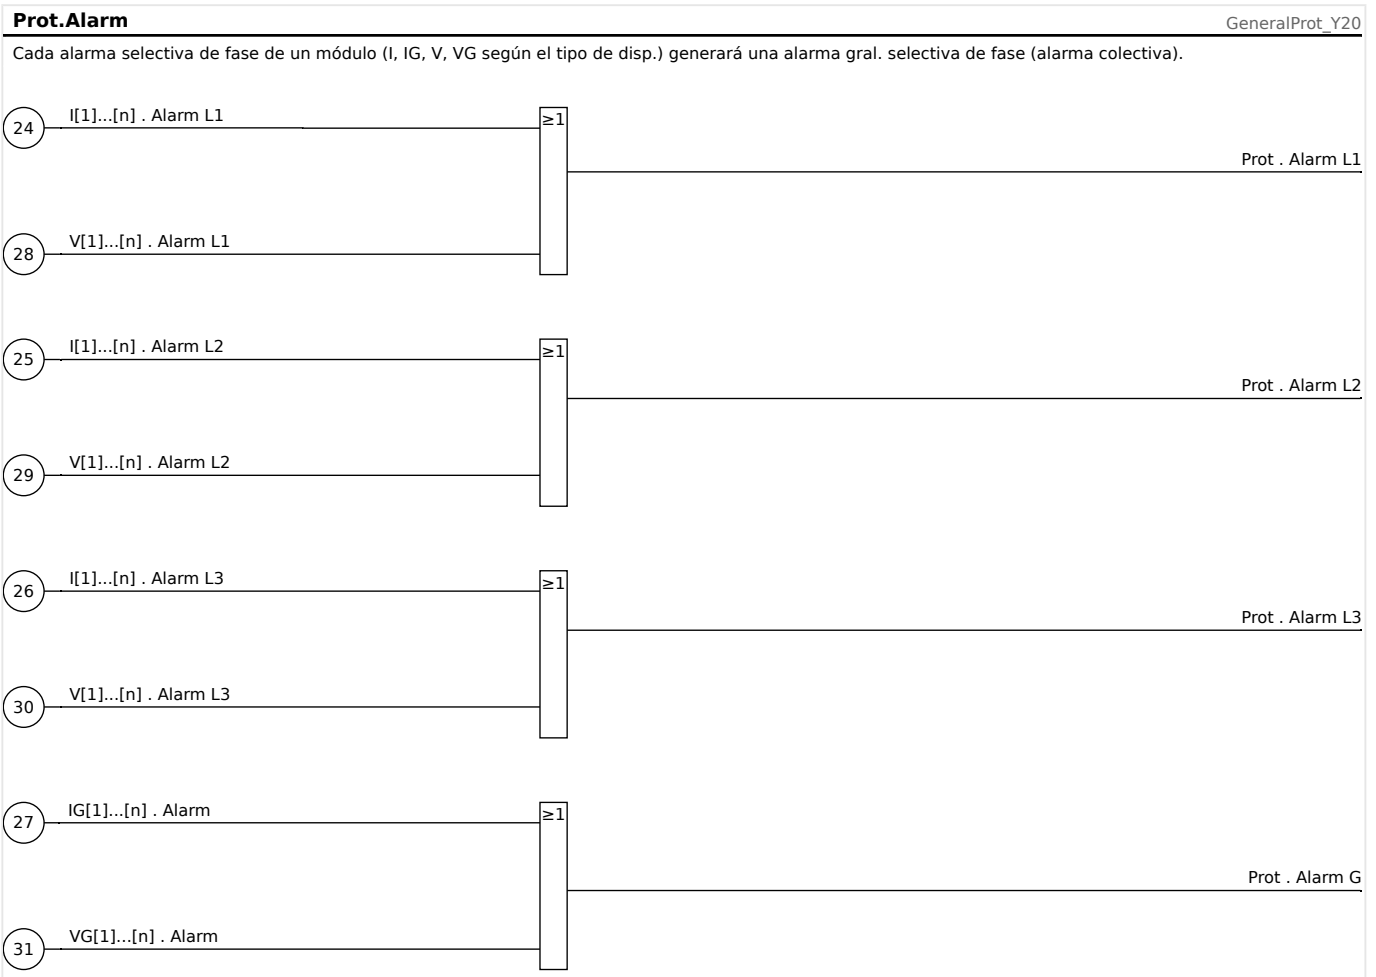 Prot.Alarm
GeneralProt_Y20
Cada alarma selectiva de fase de un módulo (I, IG, V, VG según el tipo de disp.) generará una alarma gral. selectiva de fase (alarma colectiva).
24
I[1]...[n] . Alarm L1
≥1
Prot . Alarm L1
28
V[1]...[n] . Alarm L1
25
I[1]...[n] . Alarm L2
≥1
Prot . Alarm L2
29
V[1]...[n] . Alarm L2
26
I[1]...[n] . Alarm L3
≥1
Prot . Alarm L3
30
V[1]...[n] . Alarm L3
27
IG[1]...[n] . Alarm
≥1
Prot . Alarm G
31
VG[1]...[n] . Alarm